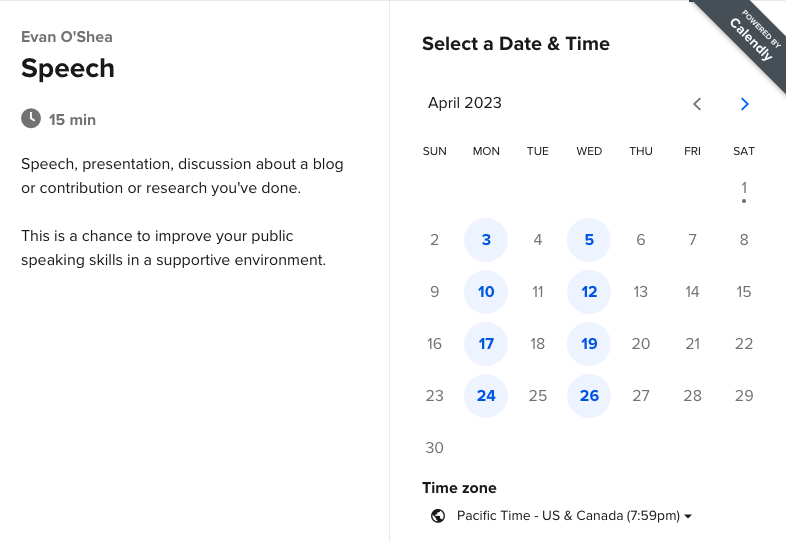 Evan O'Shea
Speech
15 min
Speech, presentation, discussion about a blog
or contribution or research you've done.
This is a chance to improve your public
speaking skills in a supportive environment.
Select a Date & Time
POWERED BY
Calendly
April 2023
SUN MON TUE WED THU FRI SAT
1
2 3 4 5 6 7 8
9 10 11 12 13 14 15
16 17 18 19 20 21 22
23 24 25 26 27 28 29
30
Time zone
Pacific Time - US & Canada (7:59pm)